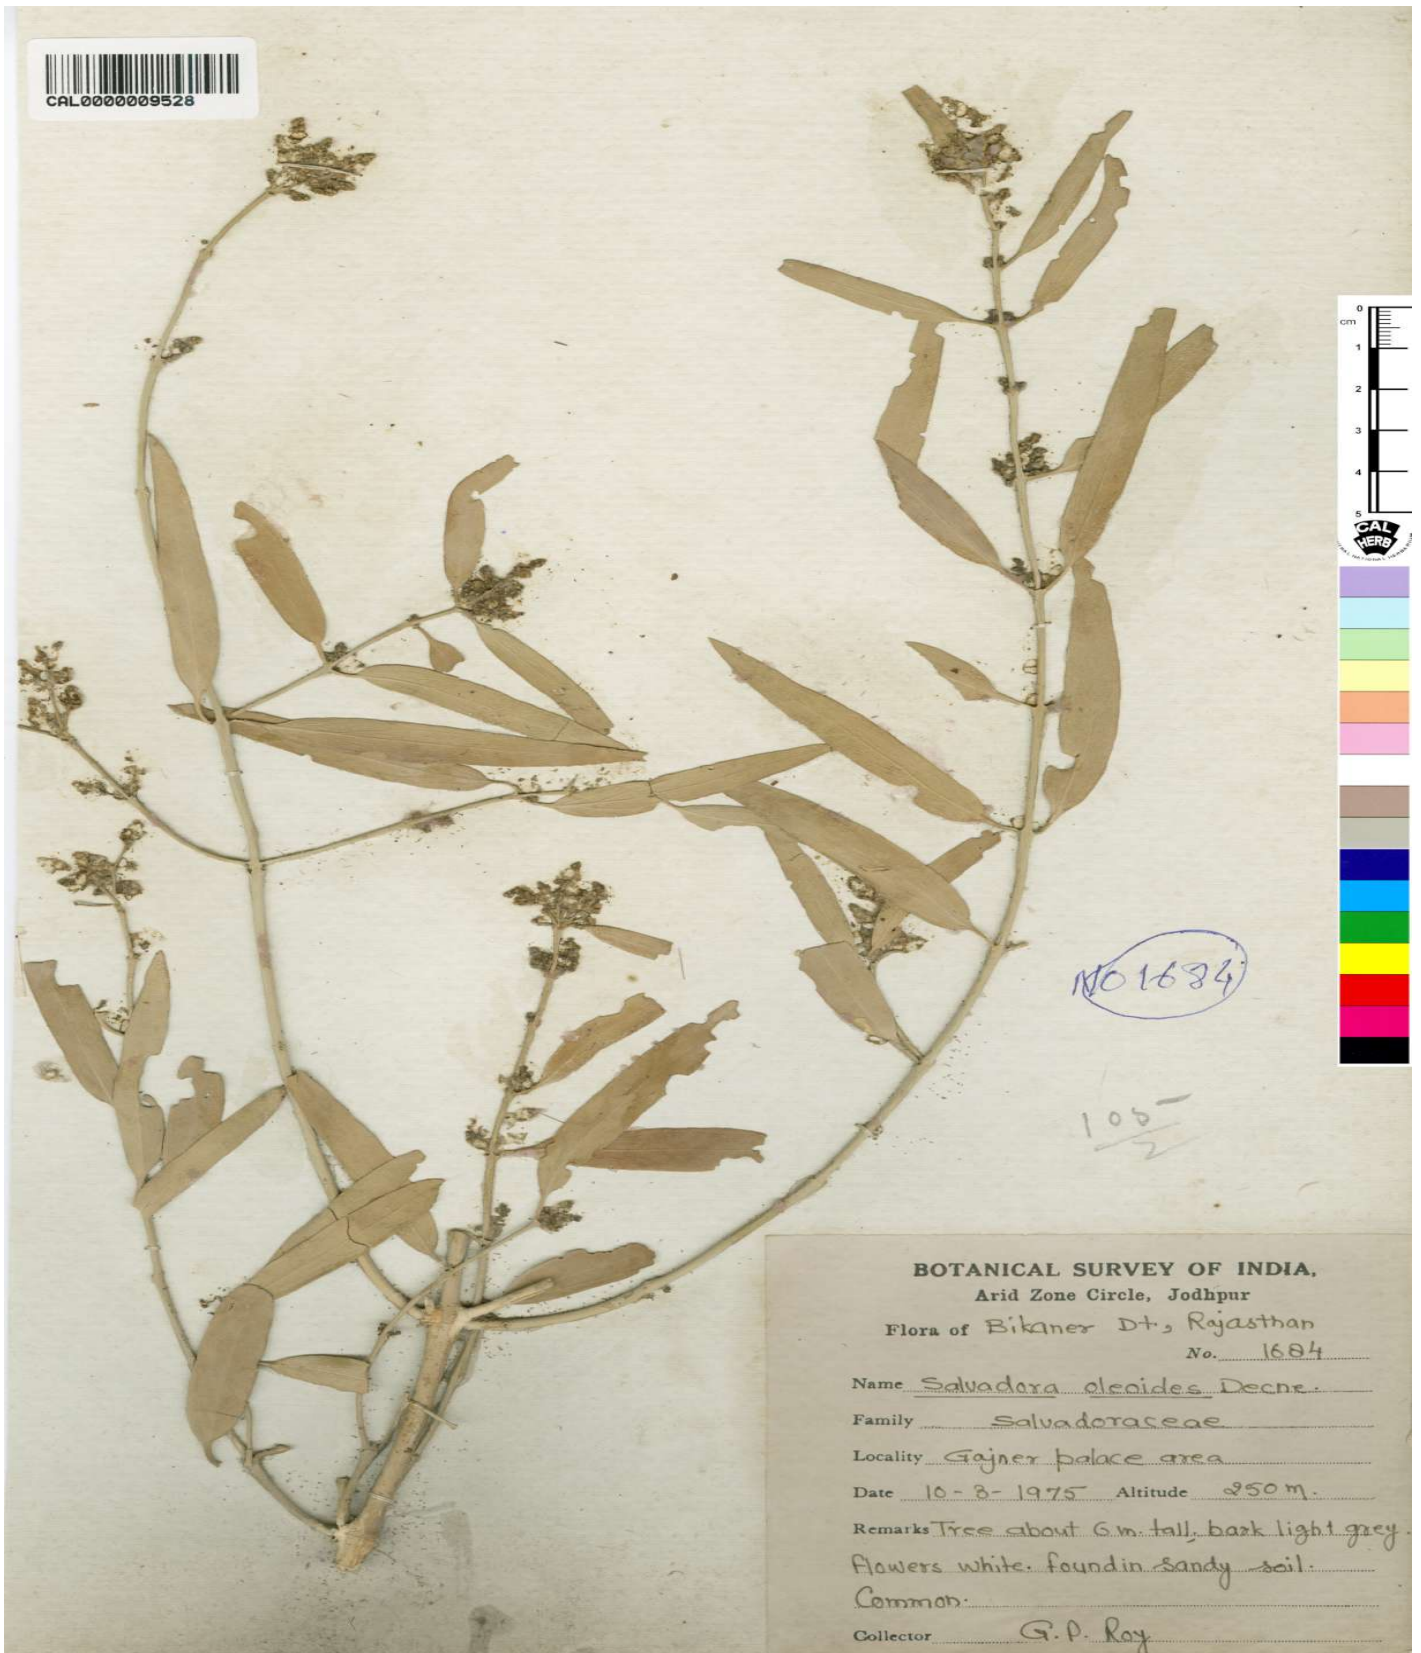 CAL0000009528
0
cm
1
2
3
4
5
CAL
HERB
No 1684
105
2
BOTANICAL SURVEY OF INDIA,
Arid Zone Circle, Jodhpur
Flora of Bikaner Dt., Rajasthan
No. 1684
Name Salvadora oleoides Decne.
Family Salvadoraceae
Locality Gajner palace area
Date 10-3-1975 Altitude 250 m.
Remarks Tree about 6 m. tall, bark light grey.
flowers white. found in sandy soil.
Common.
Collector G. P. Roy